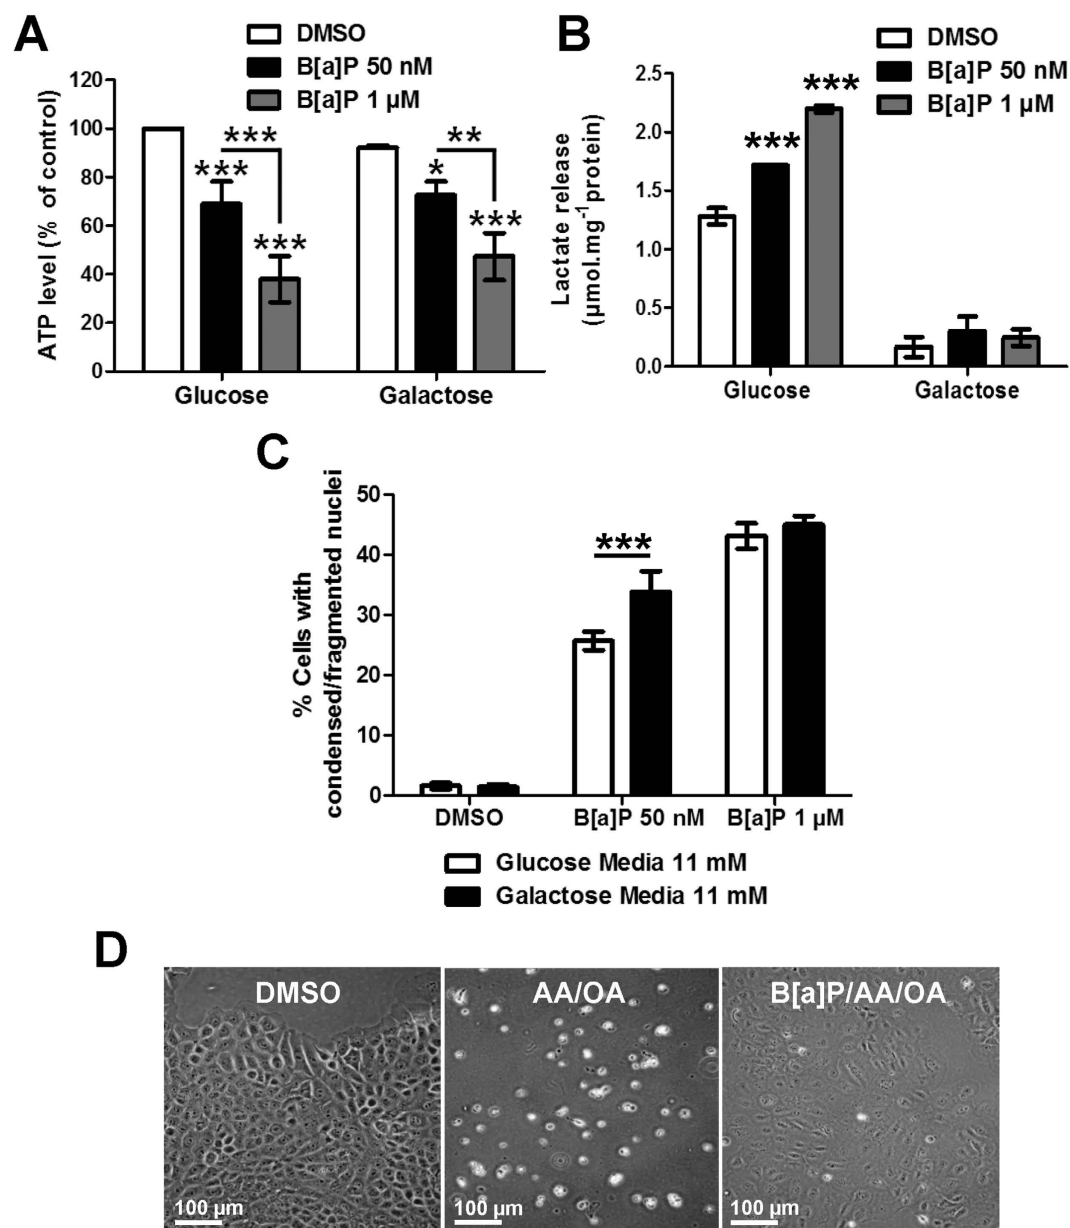 A
DMSO
B[a]P 50 nM
B[a]P 1 µM
ATP level (% of control)
120
100
80
60
40
20
0
***
***
***
*
**
***
Glucose
Galactose
B
DMSO
B[a]P 50 nM
B[a]P 1 µM
Lactate release
(µmol.mg-1protein)
2.5
2.0
1.5
1.0
0.5
0.0
***
***
Glucose
Galactose
C
% Cells with
condensed/fragmented nuclei
50
40
30
20
10
0
***
DMSO
B[a]P 50 nM
B[a]P 1 µM
Glucose Media 11 mM
Galactose Media 11 mM
D
DMSO
AA/OA
B[a]P/AA/OA
100 µm
100 µm
100 µm